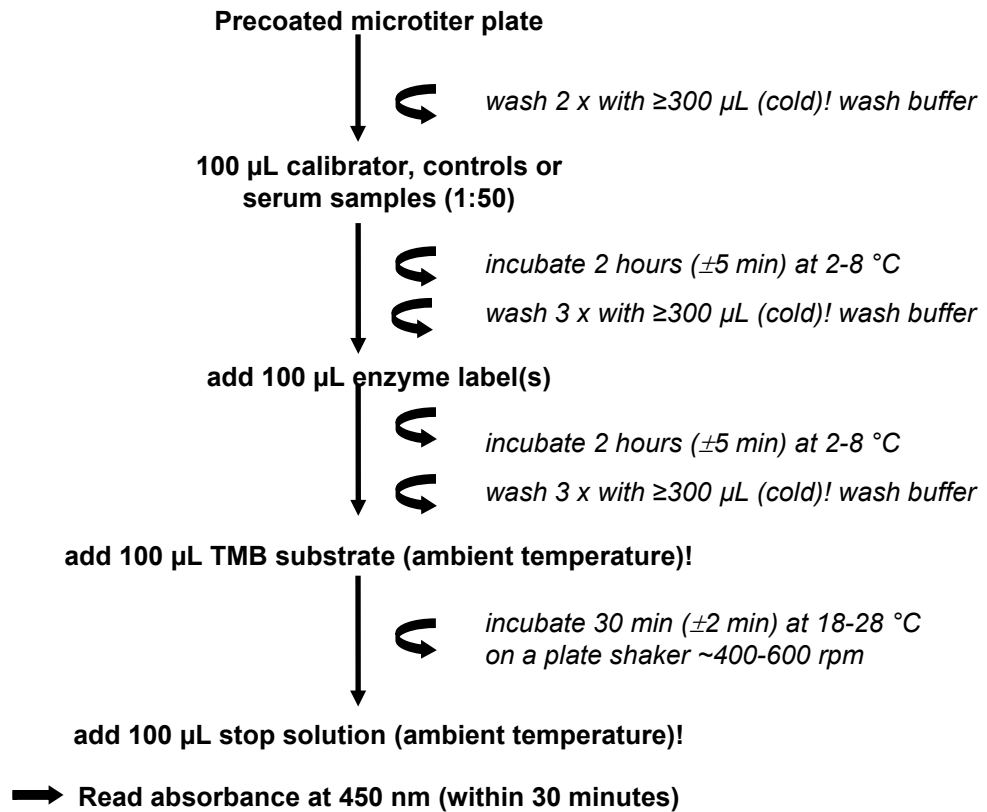 Precoated microtiter plate
wash 2 x with ≥300 µL (cold)! wash buffer
100 µL calibrator, controls or
serum samples (1:50)
incubate 2 hours (±5 min) at 2-8 °C
wash 3 x with ≥300 µL (cold)! wash buffer
add 100 µL enzyme label(s)
incubate 2 hours (±5 min) at 2-8 °C
wash 3 x with ≥300 µL (cold)! wash buffer
add 100 µL TMB substrate (ambient temperature)!
incubate 30 min (±2 min) at 18-28 °C
on a plate shaker ~400-600 rpm
add 100 µL stop solution (ambient temperature)!
Read absorbance at 450 nm (within 30 minutes)